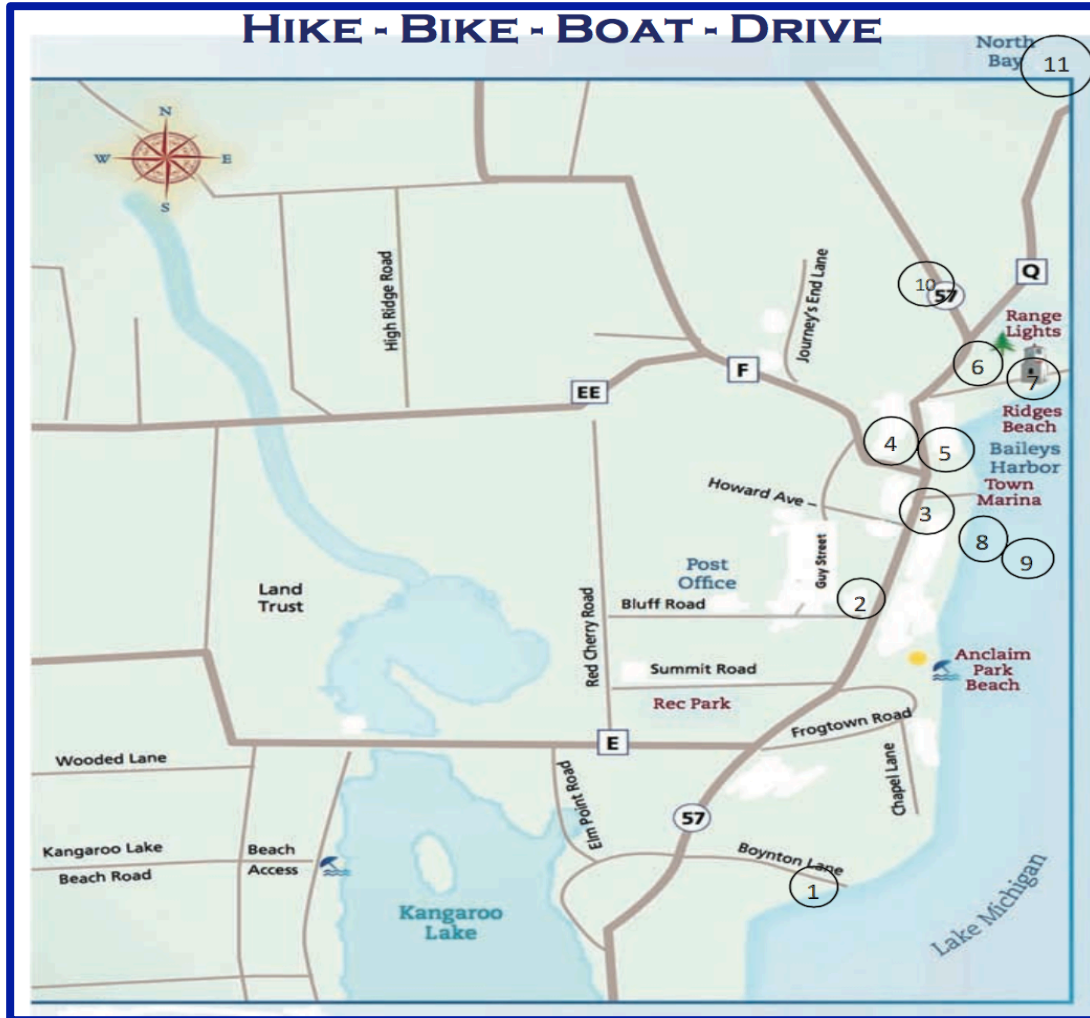 HIKE - BIKE - BOAT - DRIVE
North
Bay
11
N
W
E
S
High Ridge Road
Journey's End Lane
Q
10
57
Range
Lights
6
7
F
EE
Ridges
Beach
4
5
Baileys
Harbor
Howard Ave
Town
Marina
3
8
9
Guy Street
Post
Office
Land
Trust
Bluff Road
2
Red Cherry Road
Summit Road
Anclaim
Park
Beach
Rec Park
Frogtown Road
E
Wooded Lane
Chapel Lane
Elm Point Road
57
Kangaroo Lake
Beach Road
Beach
Access
Boynton Lane
1
Kangaroo
Lake
Lake Michigan